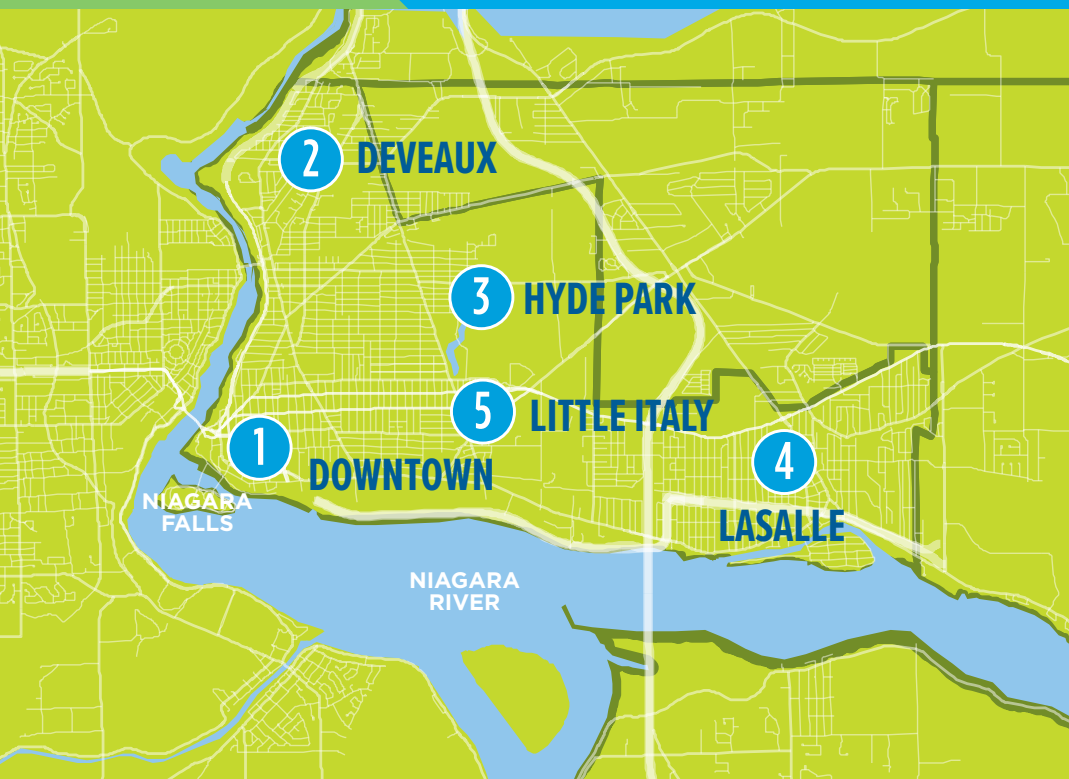 2 DEVEAUX
3 HYDE PARK
5 LITTLE ITALY
1 DOWNTOWN
4
LASALLE
NIAGARA
FALLS
NIAGARA
RIVER